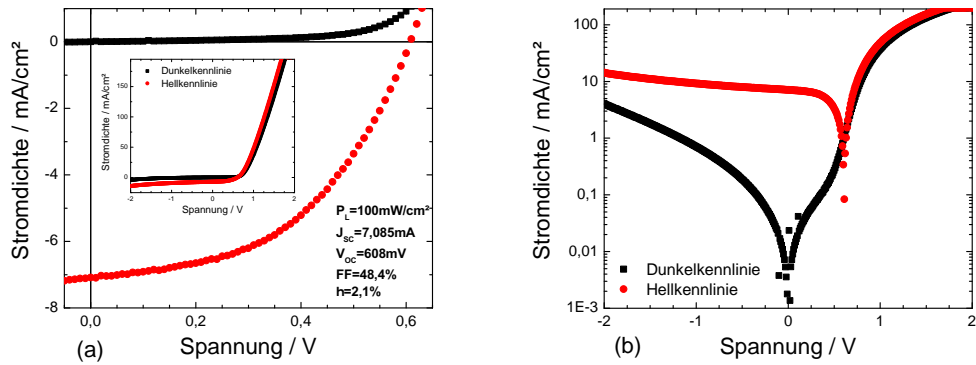 Stromdichte / mA/cm²
0
-2
-4
-6
-8
0,0
0,2
0,4
0,6
Spannung / V
(a)
Dunkelkennlinie
Hellkennlinie
Stromdichte / mA/cm²
150
100
50
0
-25
-2
-1
0
1
2
Spannung / V
P_L=100mW/cm²
J_SC=7,085mA
V_OC=608mV
FF=48,4%
h=2,1%
Stromdichte / mA/cm²
100
10
1
0,1
0,01
1E-3
Dunkelkennlinie
Hellkennlinie
-2
-1
0
1
2
(b)
Spannung / V